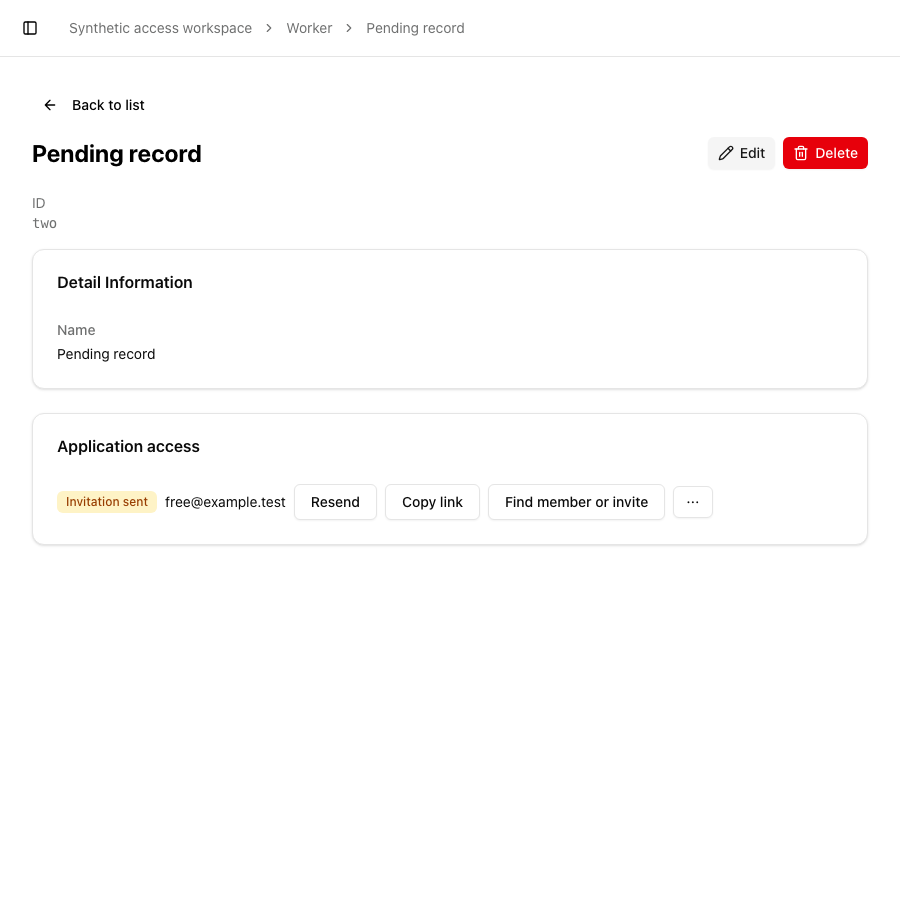 Synthetic access workspace > Worker > Pending record
Back to list
Pending record
Edit
Delete
ID
two
Detail Information
Name
Pending record
Application access
Invitation sent free@example.test Resend Copy link Find member or invite ...